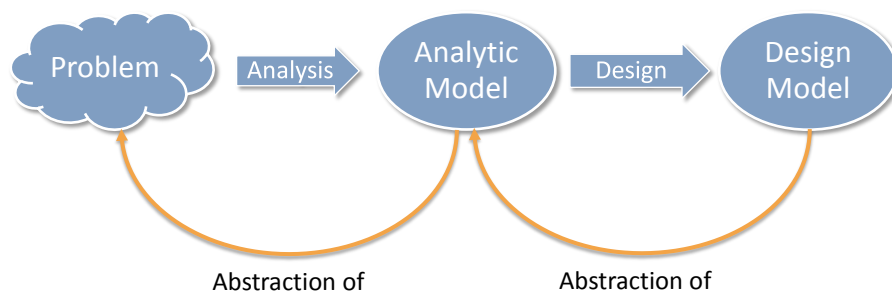 Problem
Analysis
Analytic
Model
Design
Design
Model
Abstraction of
Abstraction of